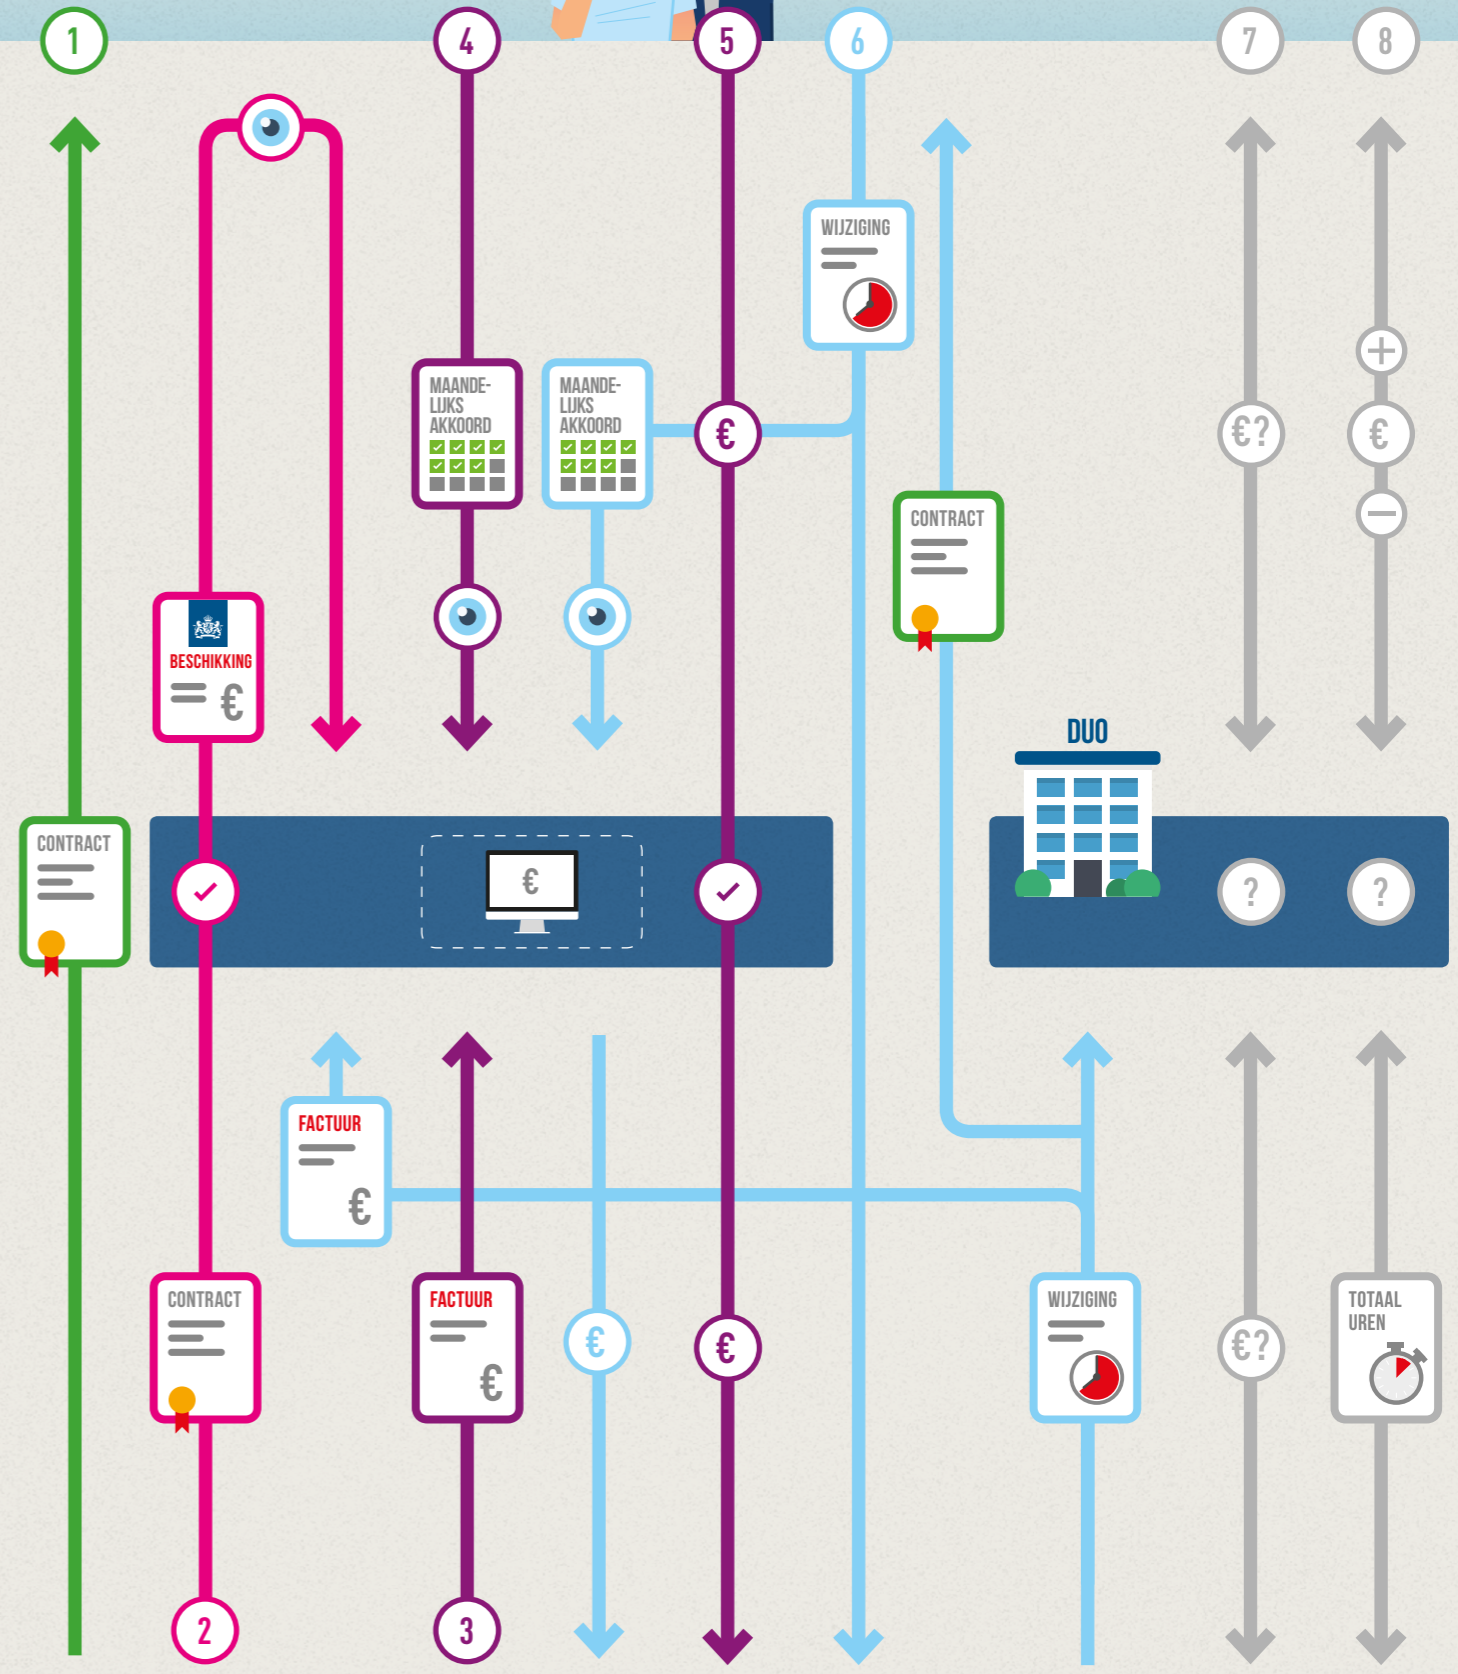 1
4
5
6
7
8
WIJZIGING
MAANDE-
LIJKS
AKKOORD
MAANDE-
LIJKS
AKKOORD
€
€?
€
CONTRACT
BESCHIKKING
€
DUO
CONTRACT
€
?
?
FACTUUR
€
CONTRACT
FACTUUR
€
€
€
WIJZIGING
€?
TOTAAL
UREN
2
3